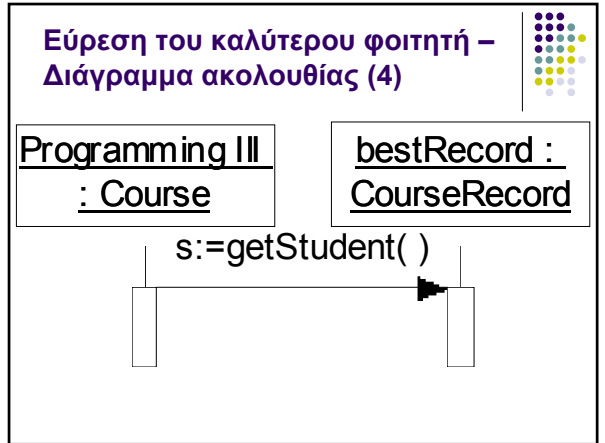 Εύρεση του καλύτερου φοιτητή –
Διάγραμμα ακολουθίας (4)
Programming III
: Course
bestRecord :
CourseRecord
s:=getStudent( )